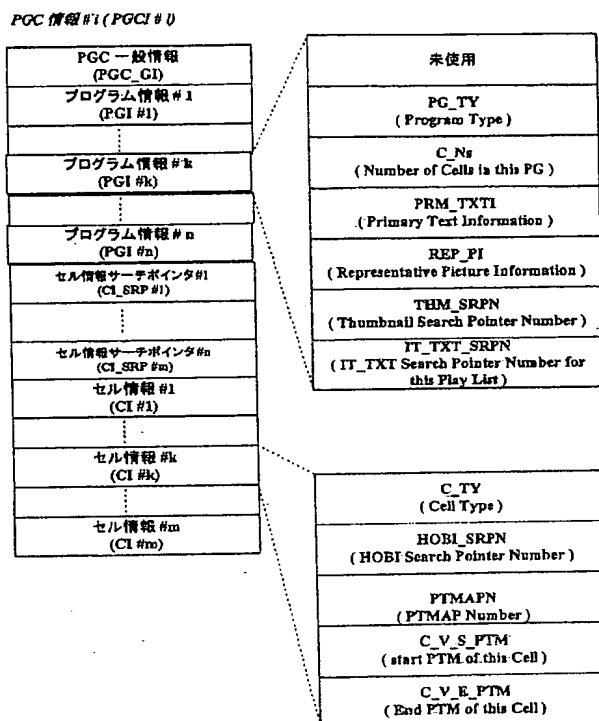 PGC 情報 #i ( PGCI # i)
PGC 一般情報
(PGC_GI)
プログラム情報 # 1
(PGI #1)
プログラム情報 # k
(PGI #k)
プログラム情報 # n
(PGI #n)
セル情報サーチポインタ#1
(CI_SRP #1)
セル情報サーチポインタ#n
(CI_SRP #m)
セル情報 #1
(CI #1)
セル情報 #k
(CI #k)
セル情報 #m
(CI #m)
未使用
PG_TY
( Program Type )
C_Ns
( Number of Cells in this PG )
PRM_TXTI
( Primary Text Information )
REP_PI
( Representative Picture Information )
THM_SRPN
( Thumbnail Search Pointer Number )
IT_TXT_SRPN
( IT_TXT Search Pointer Number for
this Play List )
C_TY
( Cell Type )
HOBI_SRPN
( HOBI Search Pointer Number )
PTMAPN
( PTMAP Number )
C_V_S_PTM
( start PTM of this Cell )
C_V_E_PTM
( End PTM of this Cell )